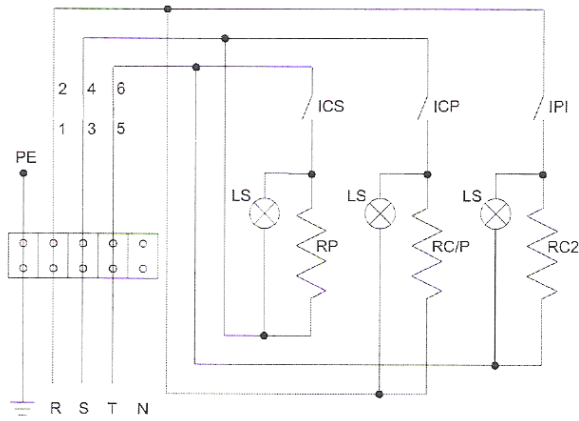 2 4 6
ICS ICP IPI
1 3 5
PE
LS LS LS
RP RC/P RC2
R S T N